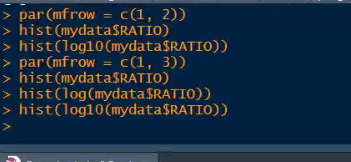 > par(mfrow = c(1, 2))
> hist(mydata$RATIO)
> hist(log10(mydata$RATIO))
> par(mfrow = c(1, 3))
> hist(mydata$RATIO)
> hist(log(mydata$RATIO))
> hist(log10(mydata$RATIO))
>